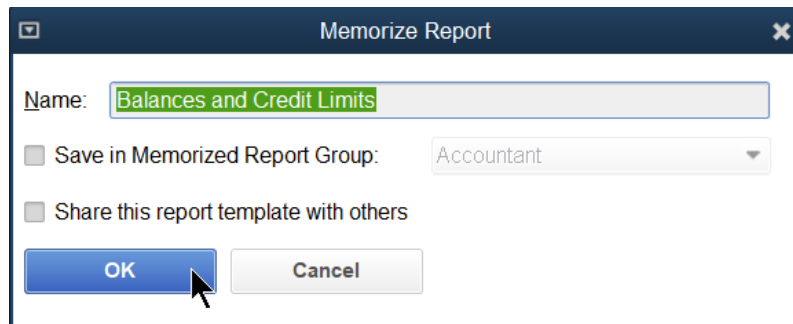 Memorize Report
Name: Balances and Credit Limits
Save in Memorized Report Group: Accountant
Share this report template with others
OK Cancel